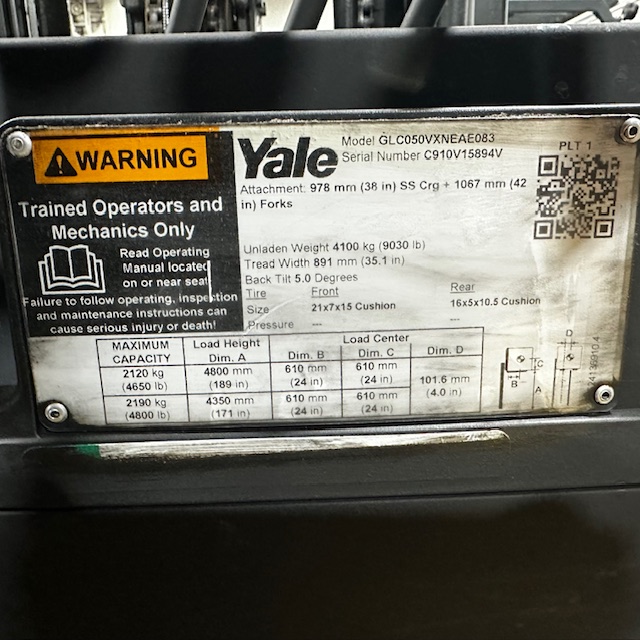 WARNING
Trained Operators and
Mechanics Only
Read Operating
Manual located
on or near seat
Failure to follow operating, inspection
and maintenance instructions can
cause serious injury or death!
Yale
Model GLC050VXNEAE083
Serial Number C910V15894V
PLT 1
Attachment: 978 mm (38 in) SS Crg + 1067 mm (42
in) Forks
Unladen Weight 4100 kg (9030 lb)
Tread Width 891 mm (35.1 in)
Back Tilt 5.0 Degrees
Tire Front Rear
Size 21x7x15 Cushion 16x5x10.5 Cushion
Pressure --- ---
MAXIMUM CAPACITY Load Height Dim. A Load Center Dim. B Dim. C Dim. D
2120 kg (4650 lb) 4800 mm (189 in) 610 mm (24 in) 610 mm (24 in) 101.6 mm (4.0 in)
2190 kg (4800 lb) 4350 mm (171 in) 610 mm (24 in) 610 mm (24 in)
D
C
B
A